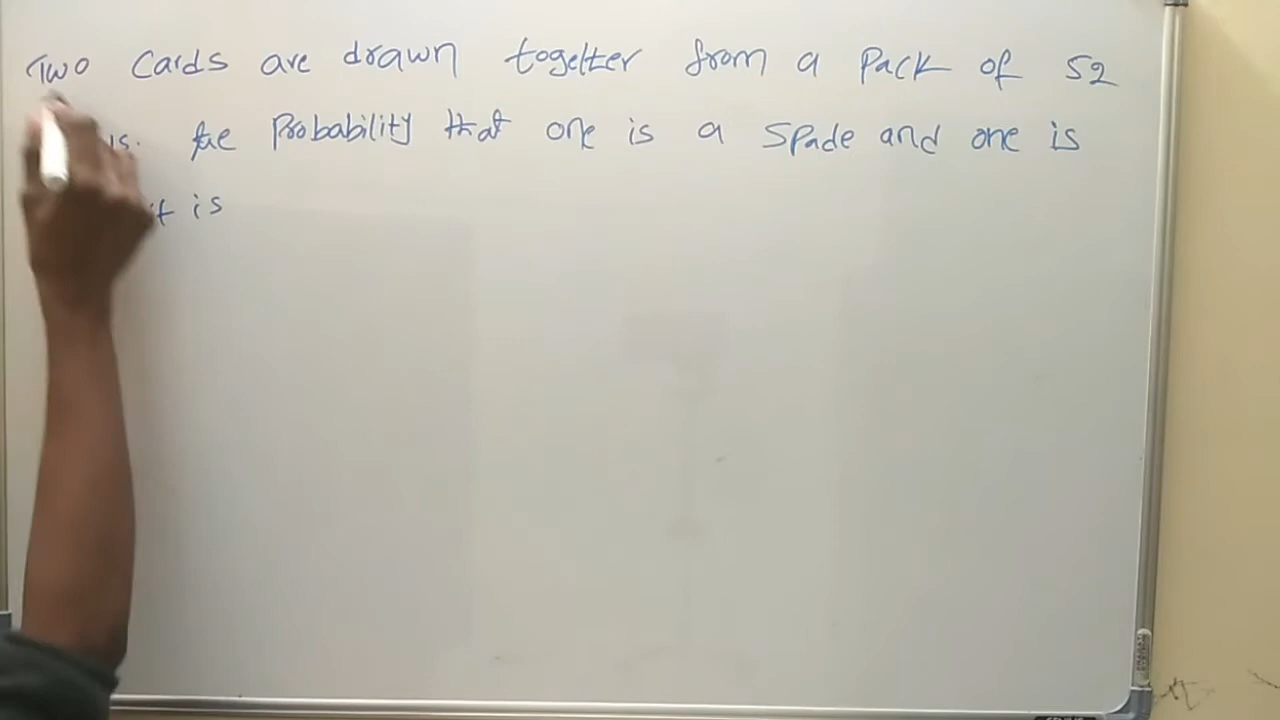 Two Cards are drawn together from a pack of 52
is the Probability that one is a Spade and one is
is